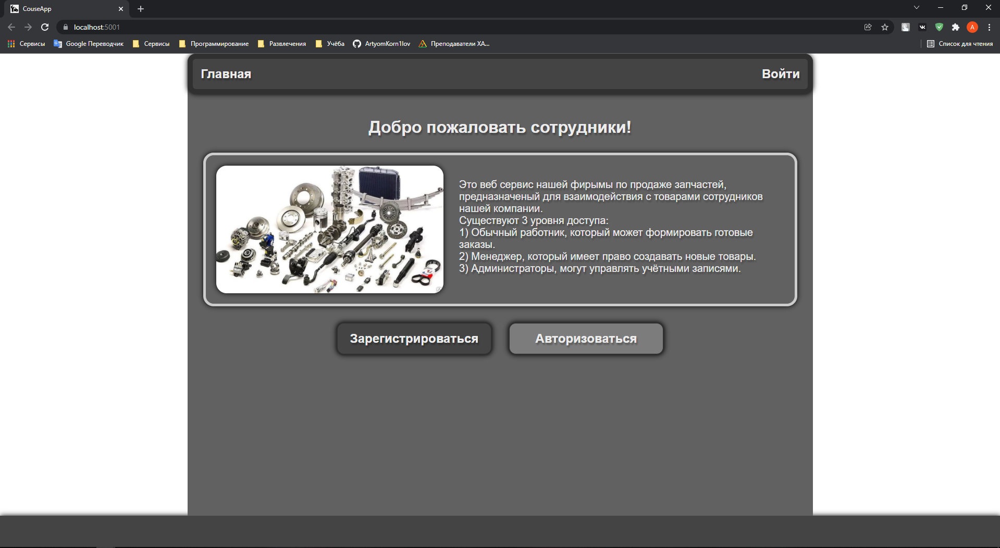 CouseApp
localhost:5001
А
Сервисы
Google Переводчик
Сервисы
Программирование
Развлечения
Учёба
ArtyomKorn1lov
Преподаватели ХА...
Список для чтения
Главная
Войти
Добро пожаловать сотрудники!
Это веб сервис нашей фирымы по продаже запчастей,
предназначеный для взаимодействия с товарами сотрудников
нашей компании.
Существуют 3 уровня доступа:
1) Обычный работник, который может формировать готовые
заказы.
2) Менеджер, который имеет право создавать новые товары.
3) Администраторы, могут управлять учётными записями.
Зарегистрироваться
Авторизоваться